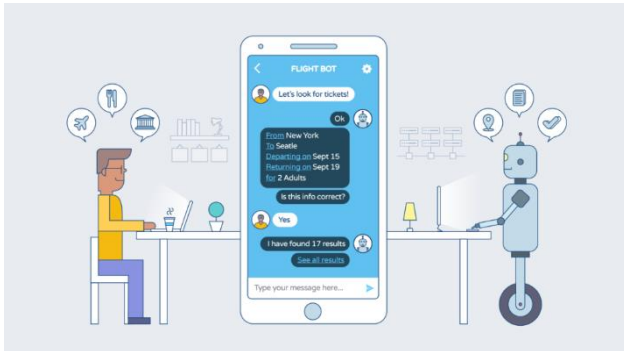 FLIGHT BOT
Let's look for tickets!
Ok
From New York
To Seatle
Departing on Sept 15
Returning on Sept 19
for 2 Adults
Is this info correct?
Yes
I have found 17 results
See all results
Type your message here...